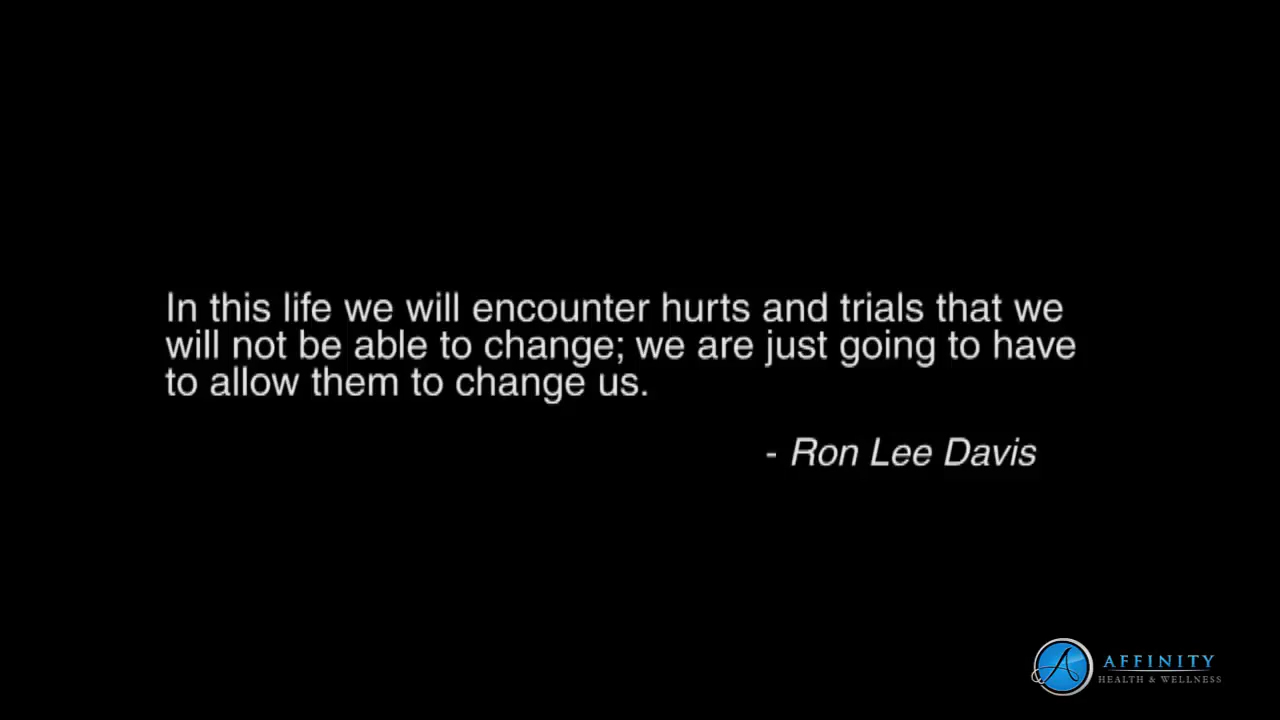 In this life we will encounter hurts and trials that we
will not be able to change; we are just going to have
to allow them to change us.
- Ron Lee Davis
AFFINITY
HEALTH & WELLNESS